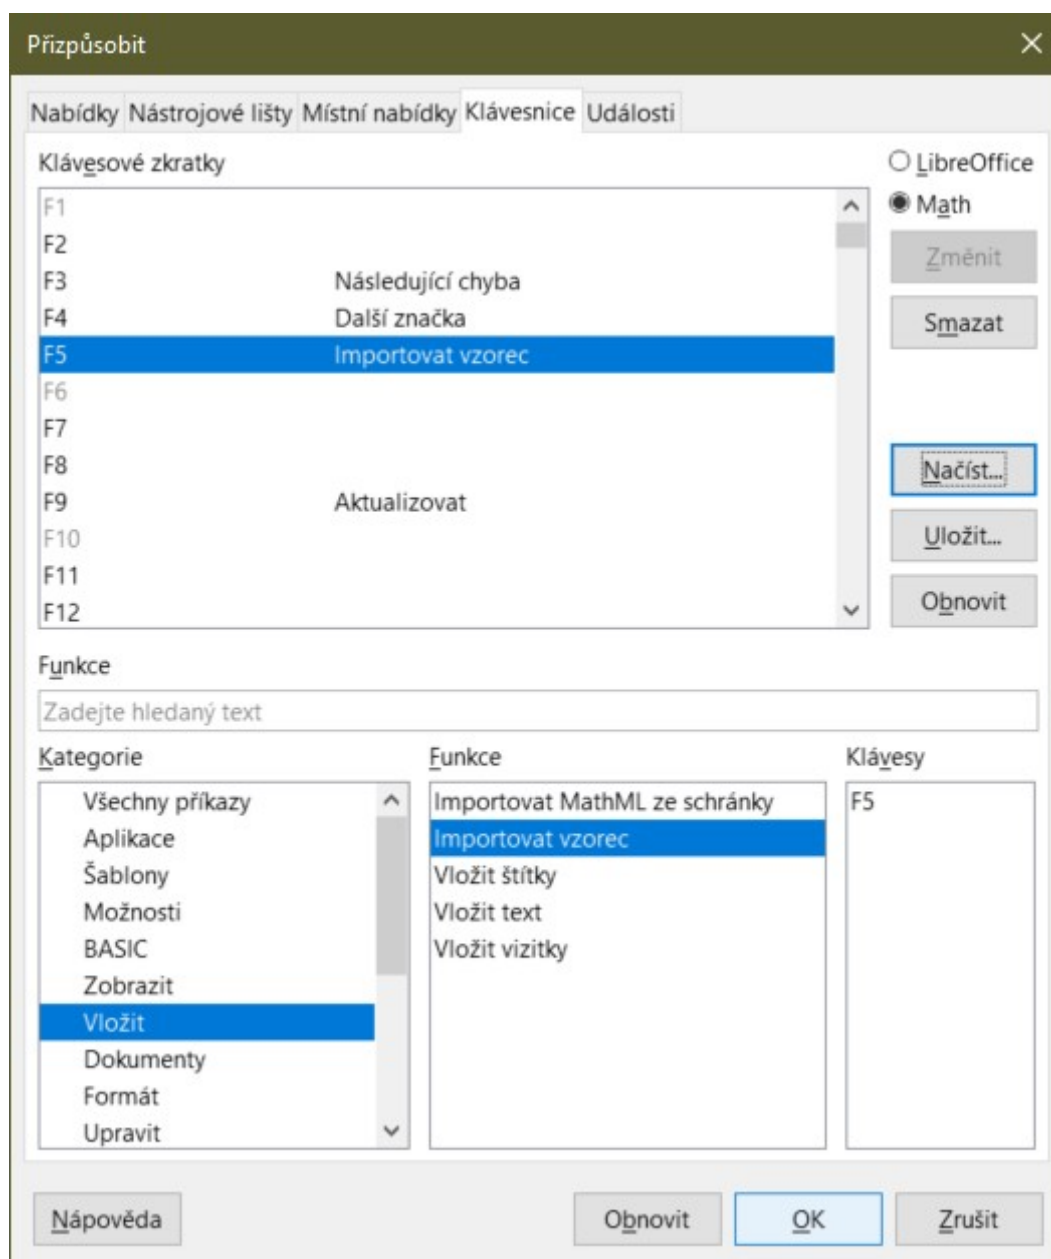 Přizpůsobit
Nabídky Nástrojové lišty Místní nabídky Klávesnice Události
Klávesové zkratky
LibreOffice
Math
F1
F2
F3 Následující chyba
F4 Další značka
F5 Importovat vzorec
F6
F7
F8
F9 Aktualizovat
F10
F11
F12
Změnit
Smazat
Načíst...
Uložit...
Obnovit
Funkce
Zadejte hledaný text
Kategorie
Všechny příkazy
Aplikace
Šablony
Možnosti
BASIC
Zobrazit
Vložit
Dokumenty
Formát
Upravit
Funkce
Importovat MathML ze schránky
Importovat vzorec
Vložit štítky
Vložit text
Vložit vizitky
Klávesy
F5
Nápověda Obnovit OK Zrušit